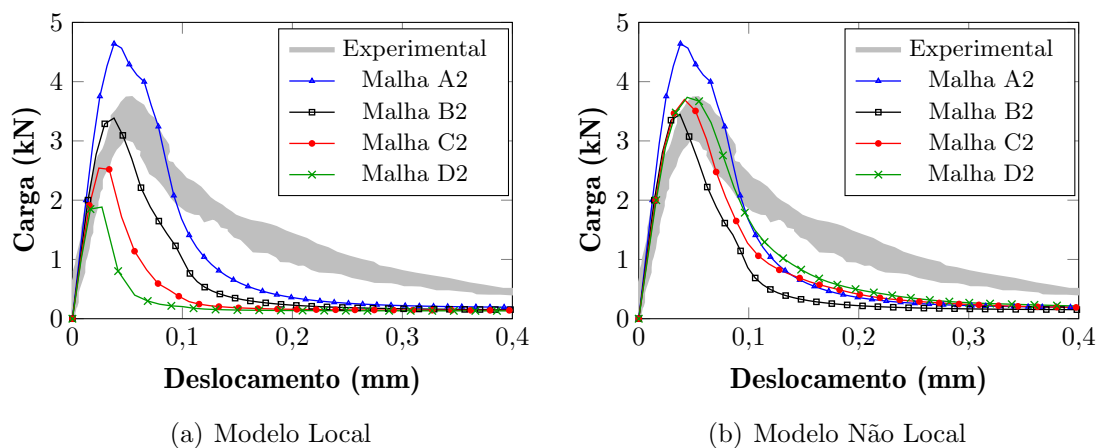 5
4
3
2
1
0
0
0,1
0,2
0,3
0,4
Carga (kN)
Deslocamento (mm)
Experimental
Malha A2
Malha B2
Malha C2
Malha D2
(a) Modelo Local
5
4
3
2
1
0
0
0,1
0,2
0,3
0,4
Carga (kN)
Deslocamento (mm)
Experimental
Malha A2
Malha B2
Malha C2
Malha D2
(b) Modelo Não Local